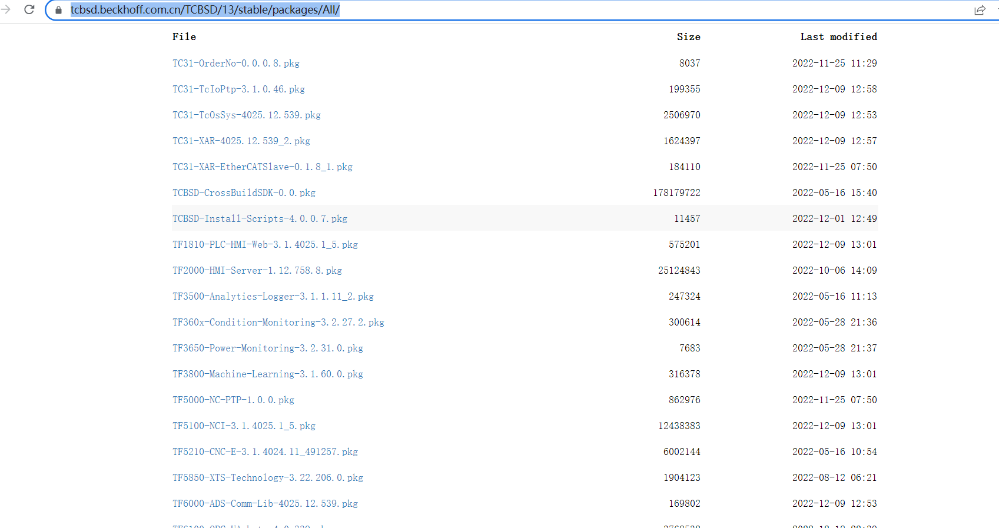 tcbsd.beckhoff.com.cn/TCBSD/13/stable/packages/All/
File Size Last modified
TC31-OrderNo-0.0.0.8.pkg 8037 2022-11-25 11:29
TC31-TcIoPtp-3.1.0.46.pkg 199355 2022-12-09 12:58
TC31-TcOsSys-4025.12.539.pkg 2506970 2022-12-09 12:53
TC31-XAR-4025.12.539_2.pkg 1624397 2022-12-09 12:57
TC31-XAR-EtherCATSlave-0.1.8_1.pkg 184110 2022-11-25 07:50
TCBSD-CrossBuildSDK-0.0.pkg 178179722 2022-05-16 15:40
TCBSD-Install-Scripts-4.0.0.7.pkg 11457 2022-12-01 12:49
TF1810-PLC-HMI-Web-3.1.4025.1_5.pkg 575201 2022-12-09 13:01
TF2000-HMI-Server-1.12.758.8.pkg 25124843 2022-10-06 14:09
TF3500-Analytics-Logger-3.1.1.11_2.pkg 247324 2022-05-16 11:13
TF360x-Condition-Monitoring-3.2.27.2.pkg 300614 2022-05-28 21:36
TF3650-Power-Monitoring-3.2.31.0.pkg 7683 2022-05-28 21:37
TF3800-Machine-Learning-3.1.60.0.pkg 316378 2022-12-09 13:01
TF5000-NC-PTP-1.0.0.pkg 862976 2022-11-25 07:50
TF5100-NCI-3.1.4025.1_5.pkg 12438383 2022-12-09 13:01
TF5210-CNC-E-3.1.4024.11_491257.pkg 6002144 2022-05-16 10:54
TF5850-XTS-Technology-3.22.206.0.pkg 1904123 2022-08-12 06:21
TF6000-ADS-Comm-Lib-4025.12.539.pkg 169802 2022-12-09 12:53